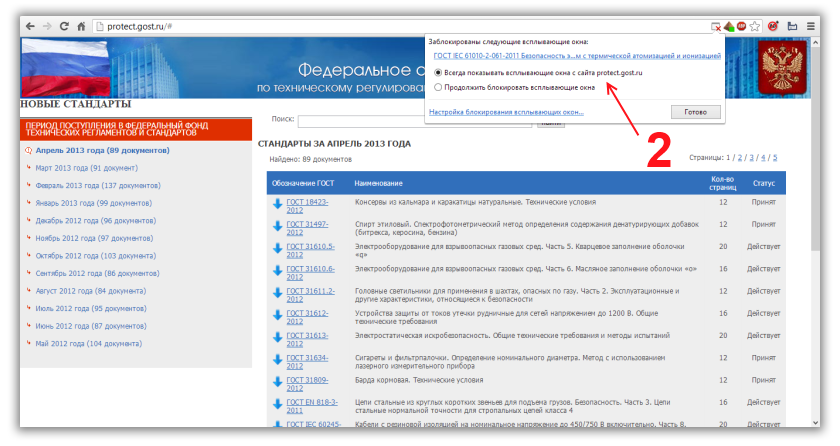 protect.gost.ru/#
Заблокированы следующие всплывающие окна:
ГОСТ IEC 61010-2-061-2011 Безопасность э...м с термической атомизацией и ионизацией
Всегда показывать всплывающие окна с сайта protect.gost.ru
Продолжить блокировать всплывающие окна
Настройка блокирования всплывающих окон...
Готово
2
Федеральное
по техническому регулирова
НОВЫЕ СТАНДАРТЫ
ПЕРИОД ПОСТУПЛЕНИЯ В ФЕДЕРАЛЬНЫЙ ФОНД
ТЕХНИЧЕСКИХ РЕГЛАМЕНТОВ И СТАНДАРТОВ
Апрель 2013 года (89 документов)
Март 2013 года (91 документ)
Февраль 2013 года (137 документов)
Январь 2013 года (99 документов)
Декабрь 2012 года (96 документов)
Ноябрь 2012 года (97 документов)
Октябрь 2012 года (103 документа)
Сентябрь 2012 года (86 документов)
Август 2012 года (84 документа)
Июль 2012 года (95 документов)
Июнь 2012 года (87 документов)
Май 2012 года (104 документа)
Поиск:
СТАНДАРТЫ ЗА АПРЕЛЬ 2013 ГОДА
Найдено: 89 документов
Страницы: 1 / 2 / 3 / 4 / 5
Обозначение ГОСТ Наименование Кол-во
страниц Статус
ГОСТ 18423-
2012 Консервы из кальмара и каракатицы натуральные. Технические условия 12 Принят
ГОСТ 31497-
2012 Спирт этиловый. Спектрофотометрический метод определения содержания денатурирующих добавок
(битрекса, керосина, бензина) 12 Принят
ГОСТ 31610.5-
2012 Электрооборудование для взрывоопасных газовых сред. Часть 5. Кварцевое заполнение оболочки
«q» 20 Действует
ГОСТ 31610.6-
2012 Электрооборудование для взрывоопасных газовых сред. Часть 6. Масляное заполнение оболочки «о» 16 Действует
ГОСТ 31611.2-
2012 Головные светильники для применения в шахтах, опасных по газу. Часть 2. Эксплуатационные и
другие характеристики, относящиеся к безопасности 12 Действует
ГОСТ 31612-
2012 Устройства защиты от токов утечки рудничные для сетей напряжением до 1200 В. Общие
технические требования 16 Действует
ГОСТ 31613-
2012 Электростатическая искробезопасность. Общие технические требования и методы испытаний 20 Действует
ГОСТ 31634-
2012 Сигареты и фильтрпалочки. Определение номинального диаметра. Метод с использованием
лазерного измерительного прибора 12 Принят
ГОСТ 31809-
2012 Барда кормовая. Технические условия 12 Принят
ГОСТ EN 818-3-
2011 Цепи стальные из круглых коротких звеньев для подъема грузов. Безопасность. Часть 3. Цепи
стальные нормальной точности для стропальных цепей класса 4 16 Действует
ГОСТ IEC 60245- Кабели с резиновой изоляцией на номинальное напряжение до 450/750 В включительно. Часть 8. 20 Действует